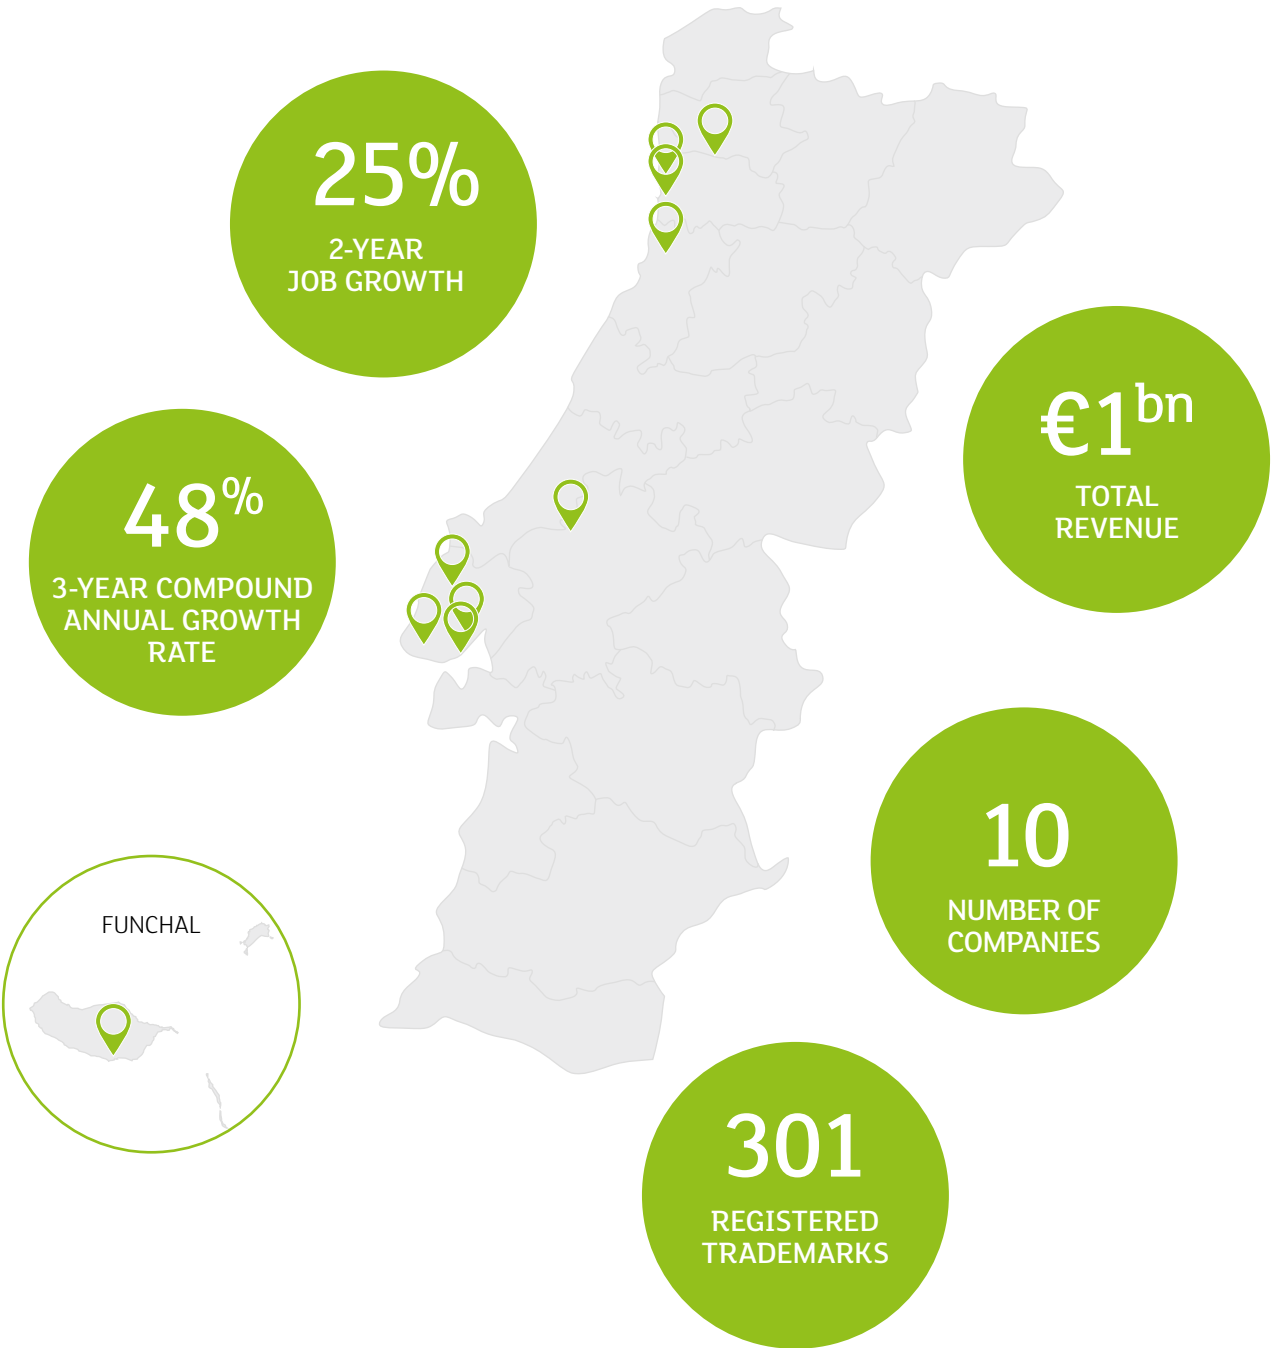 25%
2-YEAR
JOB GROWTH
€1bn
TOTAL
REVENUE
48%
3-YEAR COMPOUND
ANNUAL GROWTH
RATE
10
NUMBER OF
COMPANIES
FUNCHAL
301
REGISTERED
TRADEMARKS